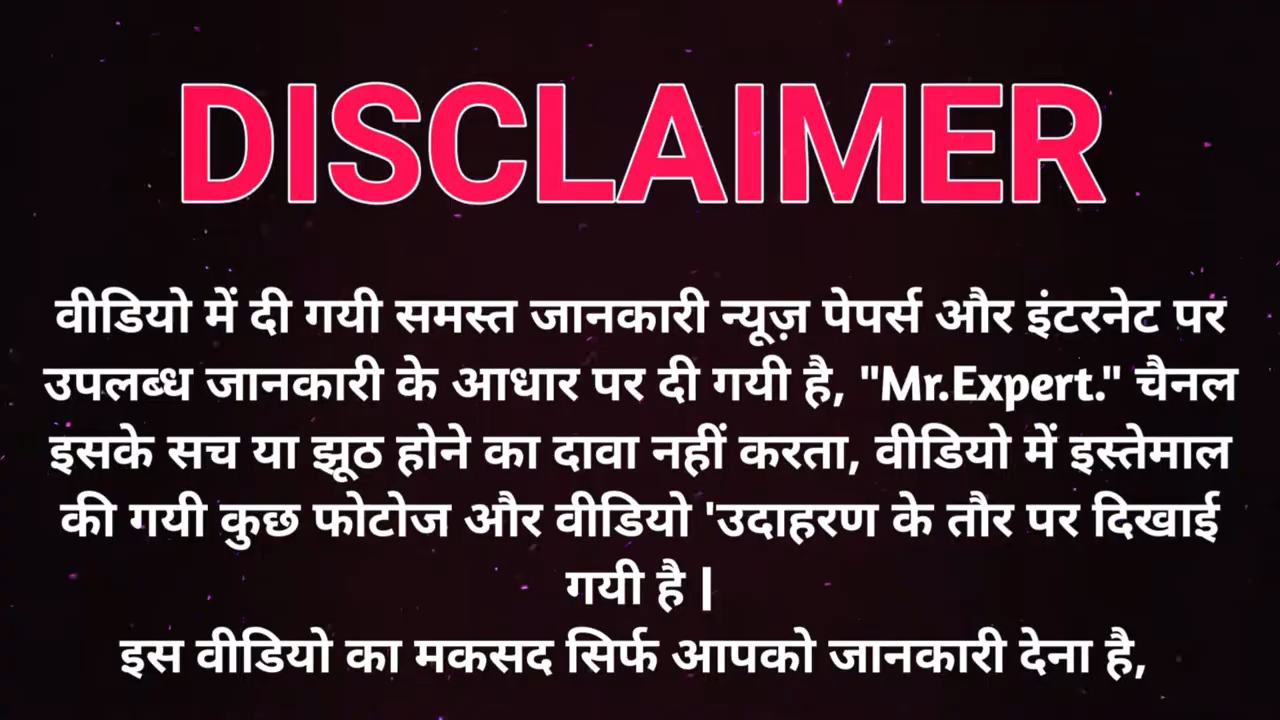 DISCLAIMER
वीडियो में दी गयी समस्त जानकारी न्यूज़ पेपर्स और इंटरनेट पर
उपलब्ध जानकारी के आधार पर दी गयी है, "Mr.Expert." चैनल
इसके सच या झूठ होने का दावा नहीं करता, वीडियो में इस्तेमाल
की गयी कुछ फोटोज और वीडियो 'उदाहरण के तौर पर दिखाई
गयी है |
इस वीडियो का मकसद सिर्फ आपको जानकारी देना है,